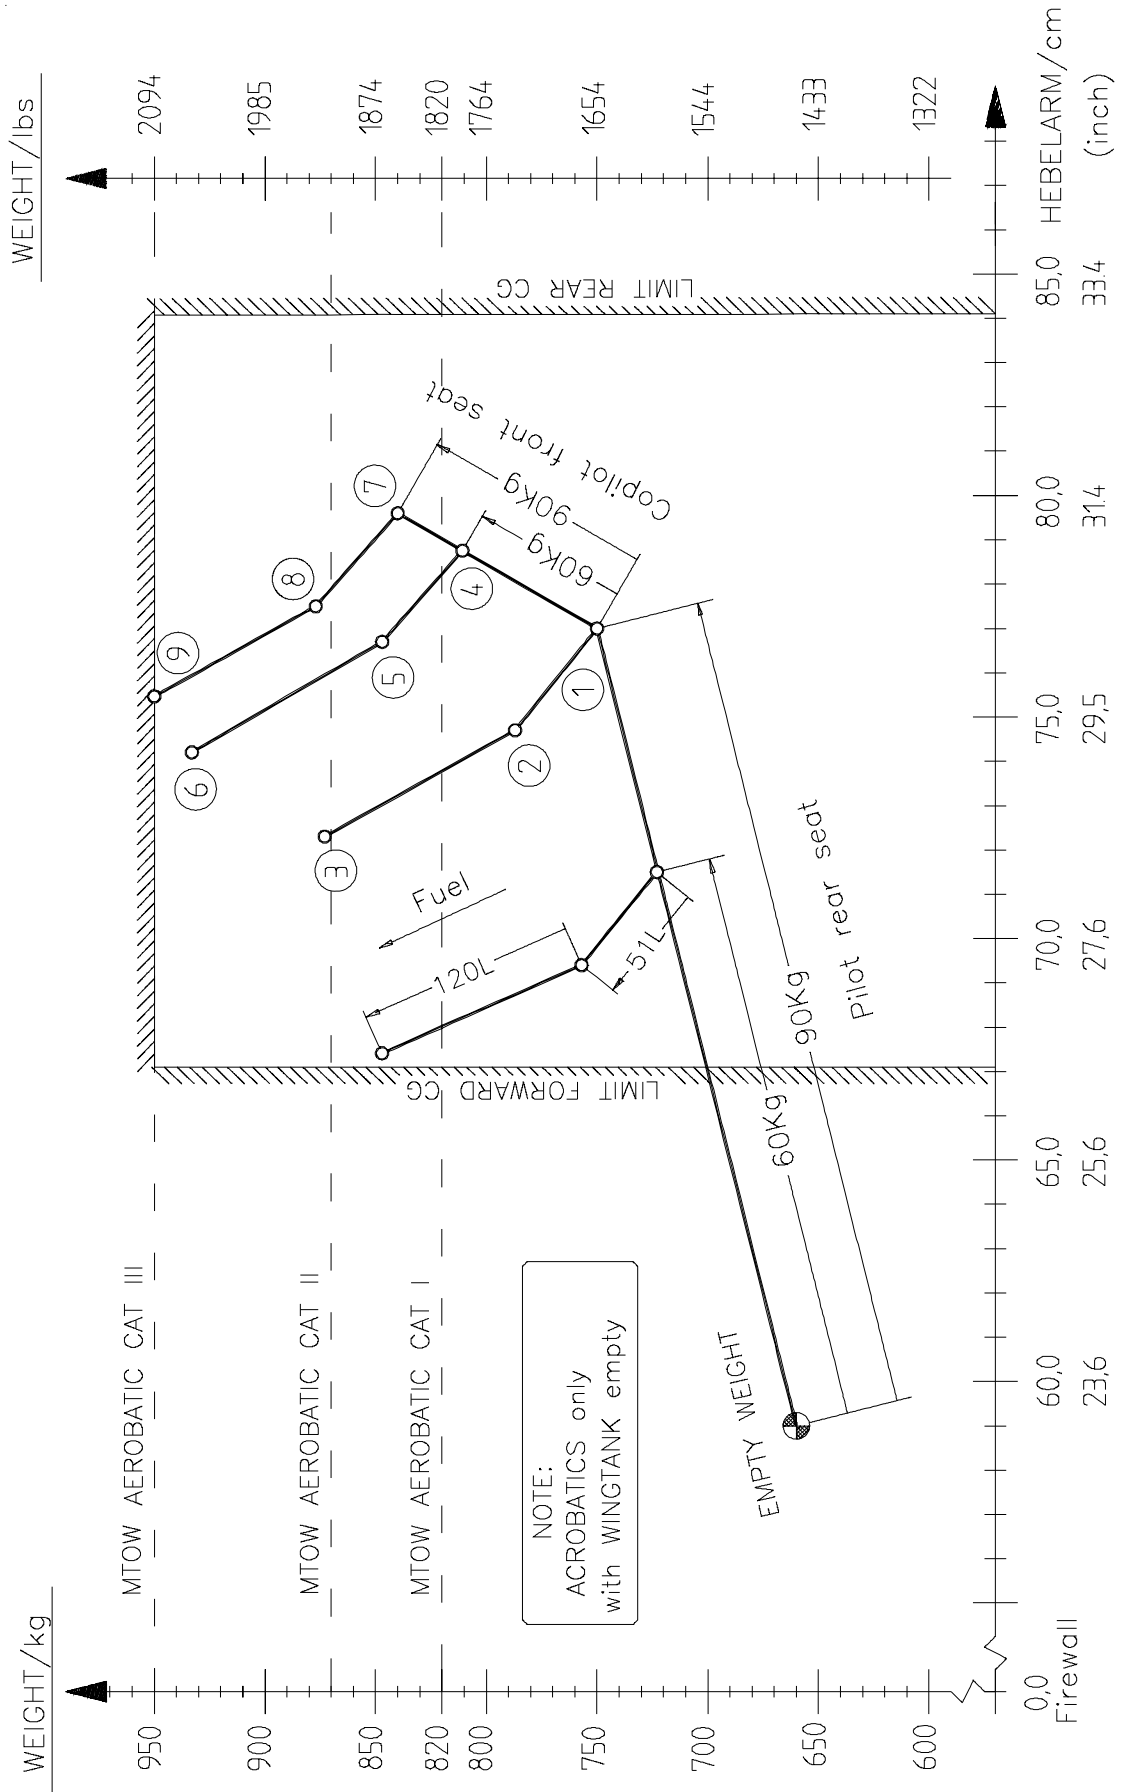 WEIGHT/kg
WEIGHT/lbs
950
900
850
820
800
750
700
650
600
2094
1985
1874
1820
1764
1654
1544
1433
1322
MTOW AEROBATIC CAT III
MTOW AEROBATIC CAT II
MTOW AEROBATIC CAT I
NOTE:
ACROBATICS only
with WINGTANK empty
EMPTY WEIGHT
LIMIT FORWARD CG
LIMIT REAR CG
120L
Fuel
51L
3
2
1
6
5
4
9
8
7
60Kg
90Kg
Copilot front seat
60Kg
90Kg
Pilot rear seat
0,0
Firewall
60,0
65,0
70,0
75,0
80,0
85,0
HEBELARM/cm
23,6
25,6
27,6
29,5
31.4
33.4
(inch)